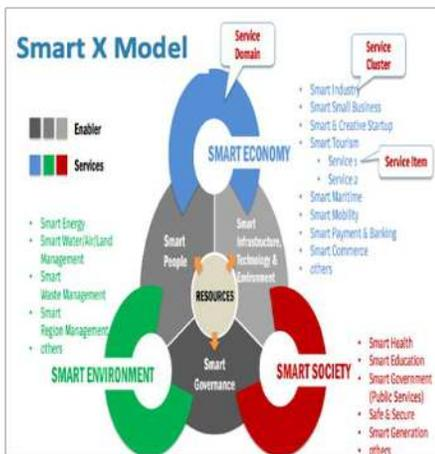 Smart X Model
Service
Domain
Service
Cluster
Enabler
Services
SMART ECONOMY
Smart Industry
Smart Small Business
Smart & Creative Startup
Smart Tourism
Service 1
Service 2
Service Item
Smart Maritime
Smart Mobility
Smart Payment & Banking
Smart Commerce
others
Smart Energy
Smart Water/Air/Land
Management
Smart
Waste Management
Smart
Region Management
others
Smart
People
Smart
Infrastructure,
Technology &
Environment
RESOURCES
Smart
Governance
SMART ENVIRONMENT
SMART SOCIETY
Smart Health
Smart Education
Smart Government
(Public Services)
Safe & Secure
Smart Generation
others